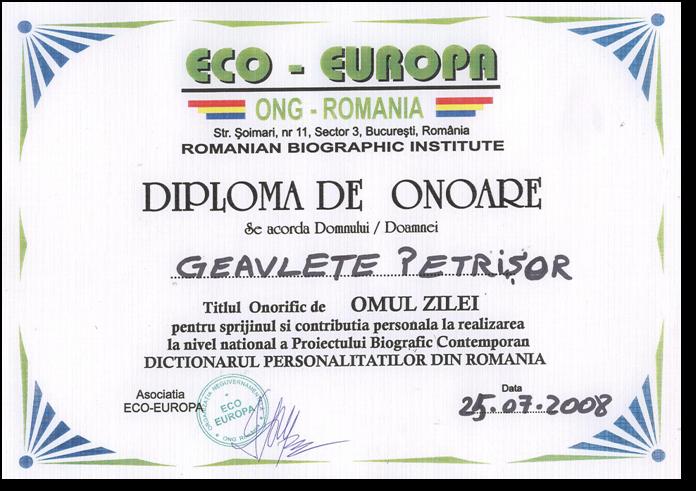 ECO - EUROPA
ONG - ROMANIA
Str. Şoimari, nr 11, Sector 3, Bucureşti, România
ROMANIAN BIOGRAPHIC INSTITUTE
DIPLOMA DE ONOARE
Se acorda Domnului / Doamnei
GEAVLETE PETRIŞOR
Titlul Onorific de OMUL ZILEI
pentru sprijinul si contributia personala la realizarea
la nivel national a Proiectului Biografic Contemporan
DICTIONARUL PERSONALITATILOR DIN ROMANIA
Asociatia
ECO-EUROPA
ORGANIZATIA NEGUVERNAMENTALA
ECO
EUROPA
Data
25.07.2008